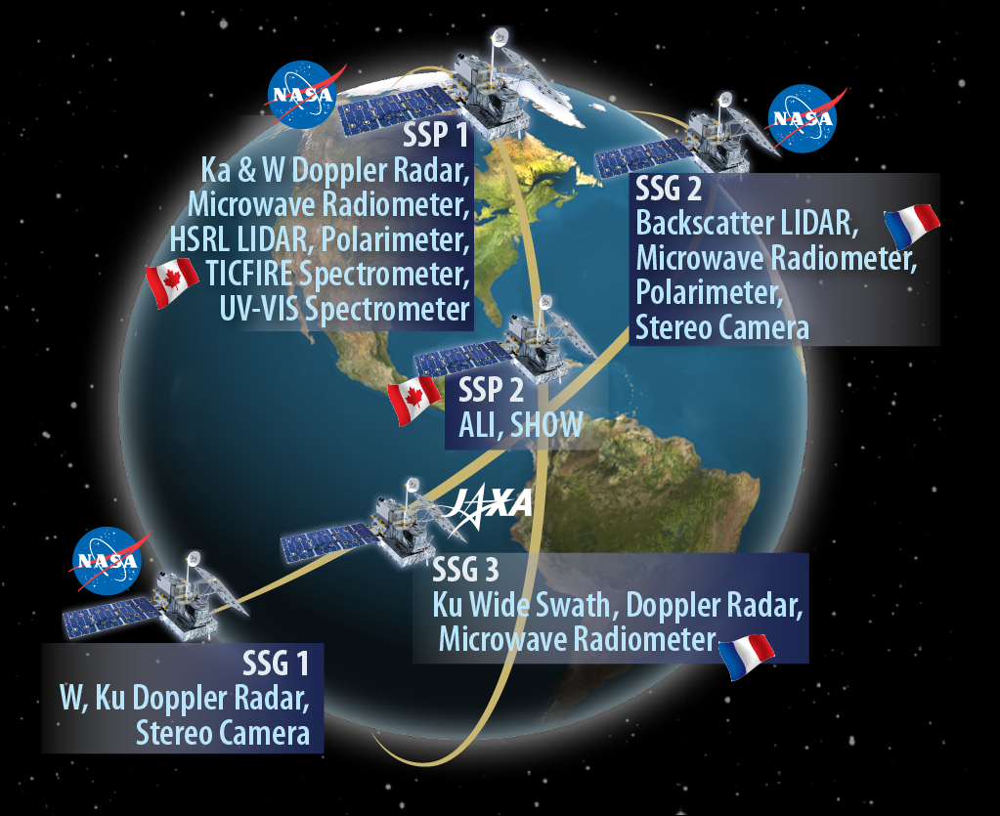 NASA
SSP 1
Ka & W Doppler Radar,
Microwave Radiometer,
HSRL LIDAR, Polarimeter,
TICFIRE Spectrometer,
UV-VIS Spectrometer
NASA
SSG 2
Backscatter LIDAR,
Microwave Radiometer,
Polarimeter,
Stereo Camera
SSP 2
ALI, SHOW
JAXA
SSG 3
Ku Wide Swath, Doppler Radar,
Microwave Radiometer
NASA
SSG 1
W, Ku Doppler Radar,
Stereo Camera